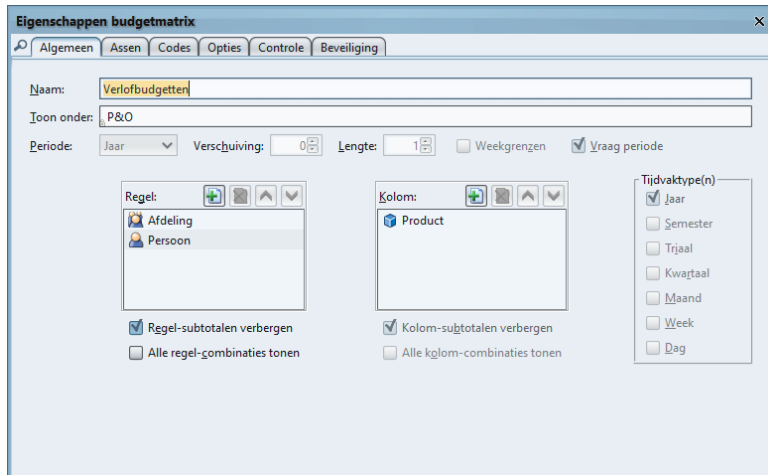 Eigenschappen budgetmatrix
Algemeen Assen Codes Opties Controle Beveiliging
Naam: Verlofbudgetten
Toon onder: P&O
Periode: Jaar Verschuiving: 0 Lengte: 1 Weekgrenzen Vraag periode
Regel: Kolom: Tijdvaktype(n)
Afdeling Product Jaar
Persoon Semester
Trjaal
Kwartaal
Maand
Regel-subtotalen verbergen Kolom-subtotalen verbergen Week
Alle regel-combinaties tonen Alle kolom-combinaties tonen Dag